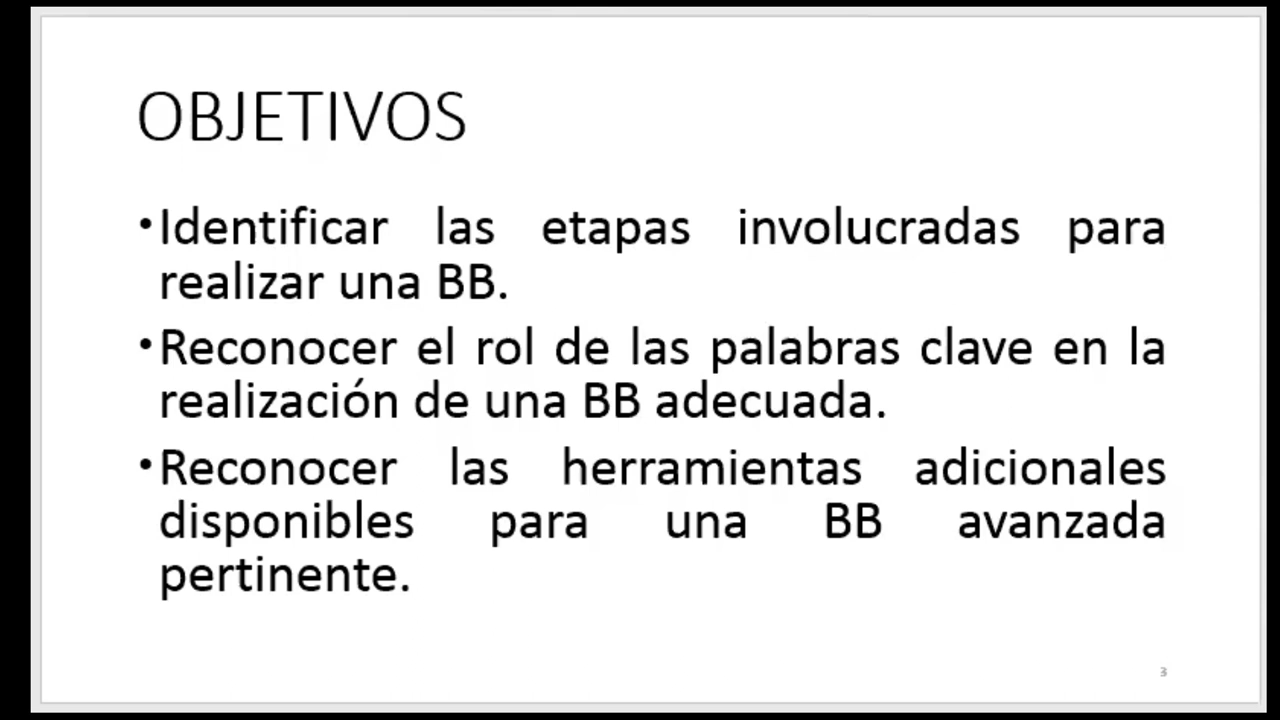 OBJETIVOS
•Identificar las etapas involucradas para
realizar una BB.
•Reconocer el rol de las palabras clave en la
realización de una BB adecuada.
•Reconocer las herramientas adicionales
disponibles para una BB avanzada
pertinente.
3